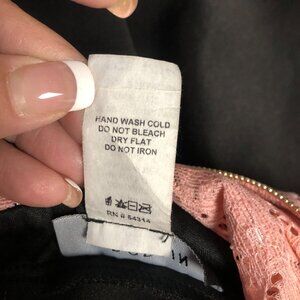 HAND WASH COLD
DO NOT BLEACH
DRY FLAT
DO NOT IRON
RN # 54314